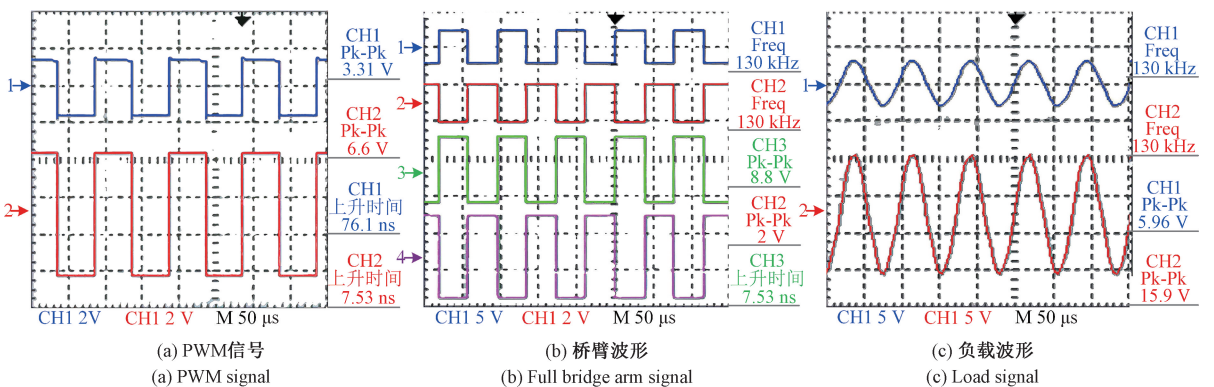 CH1
Pk-Pk
3.31 V
1
CH2
Pk-Pk
6.6 V
2
CH1
上升时间
76.1 ns
CH2
上升时间
7.53 ns
CH1 2V CH1 2 V M 50 μs
(a) PWM信号
(a) PWM signal
CH1
Freq
130 kHz
1
CH2
Freq
130 kHz
2
CH3
Pk-Pk
8.8 V
3
CH2
Pk-Pk
2 V
4
CH3
上升时间
7.53 ns
CH1 5 V CH1 2 V M 50 μs
(b) 桥臂波形
(b) Full bridge arm signal
CH1
Freq
130 kHz
1
CH2
Freq
130 kHz
CH1
Pk-Pk
5.96 V
2
CH2
Pk-Pk
15.9 V
CH1 5 V CH1 5 V M 50 μs
(c) 负载波形
(c) Load signal